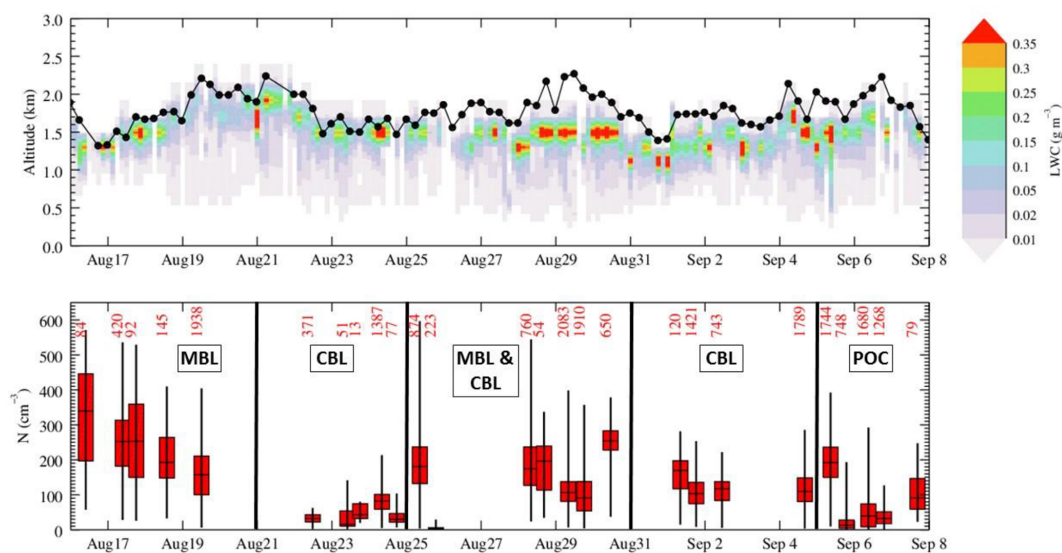 3.0
2.5
2.0
1.5
1.0
0.5
0.0
Altitude (km)
Aug17 Aug19 Aug21 Aug23 Aug25 Aug27 Aug29 Aug31 Sep 2 Sep 4 Sep 6 Sep 8
0.35
0.3
0.25
0.2
0.15
0.1
0.05
0.02
0.01
LWC (g m⁻³)
600
500
400
300
200
100
0
N (cm⁻³)
84 420 92 145 1938 371 51 13 1387 77 874 223 760 54 2083 1910 650 120 1421 743 1789 1744 748 1680 1268 79
MBL
CBL
MBL &
CBL
CBL
POC
Aug17 Aug19 Aug21 Aug23 Aug25 Aug27 Aug29 Aug31 Sep 2 Sep 4 Sep 6 Sep 8